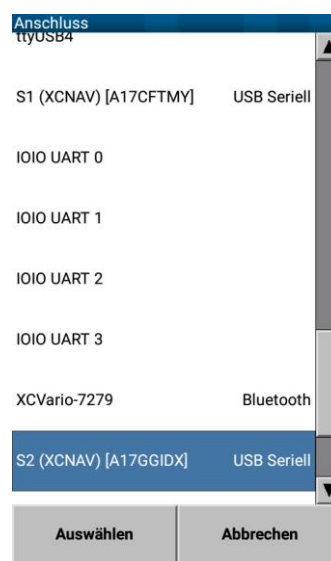 Anschluss
ttyUSB4
S1 (XCNAV) [A17CFTMY] USB Seriell
IOIO UART 0
IOIO UART 1
IOIO UART 2
IOIO UART 3
XCVario-7279 Bluetooth
S2 (XCNAV) [A17GGIDX] USB Seriell
Auswählen Abbrechen